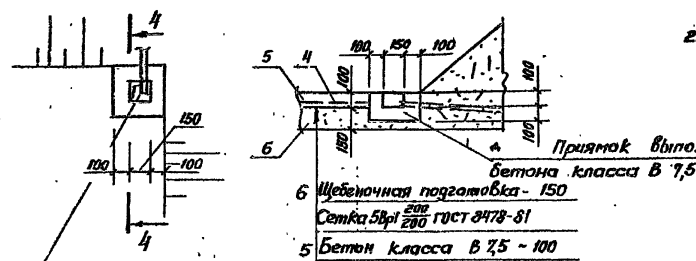 4
150
100
100
4
100 150 100
5
4
100
6
150
100
100
2
Приямок выпо
бетона класса В 7,5
6 Щебеночная подготовка - 150
Сетка 5Вр1 200/200 ГОСТ 8478-81
5 Бетон класса В 7,5 ~ 100